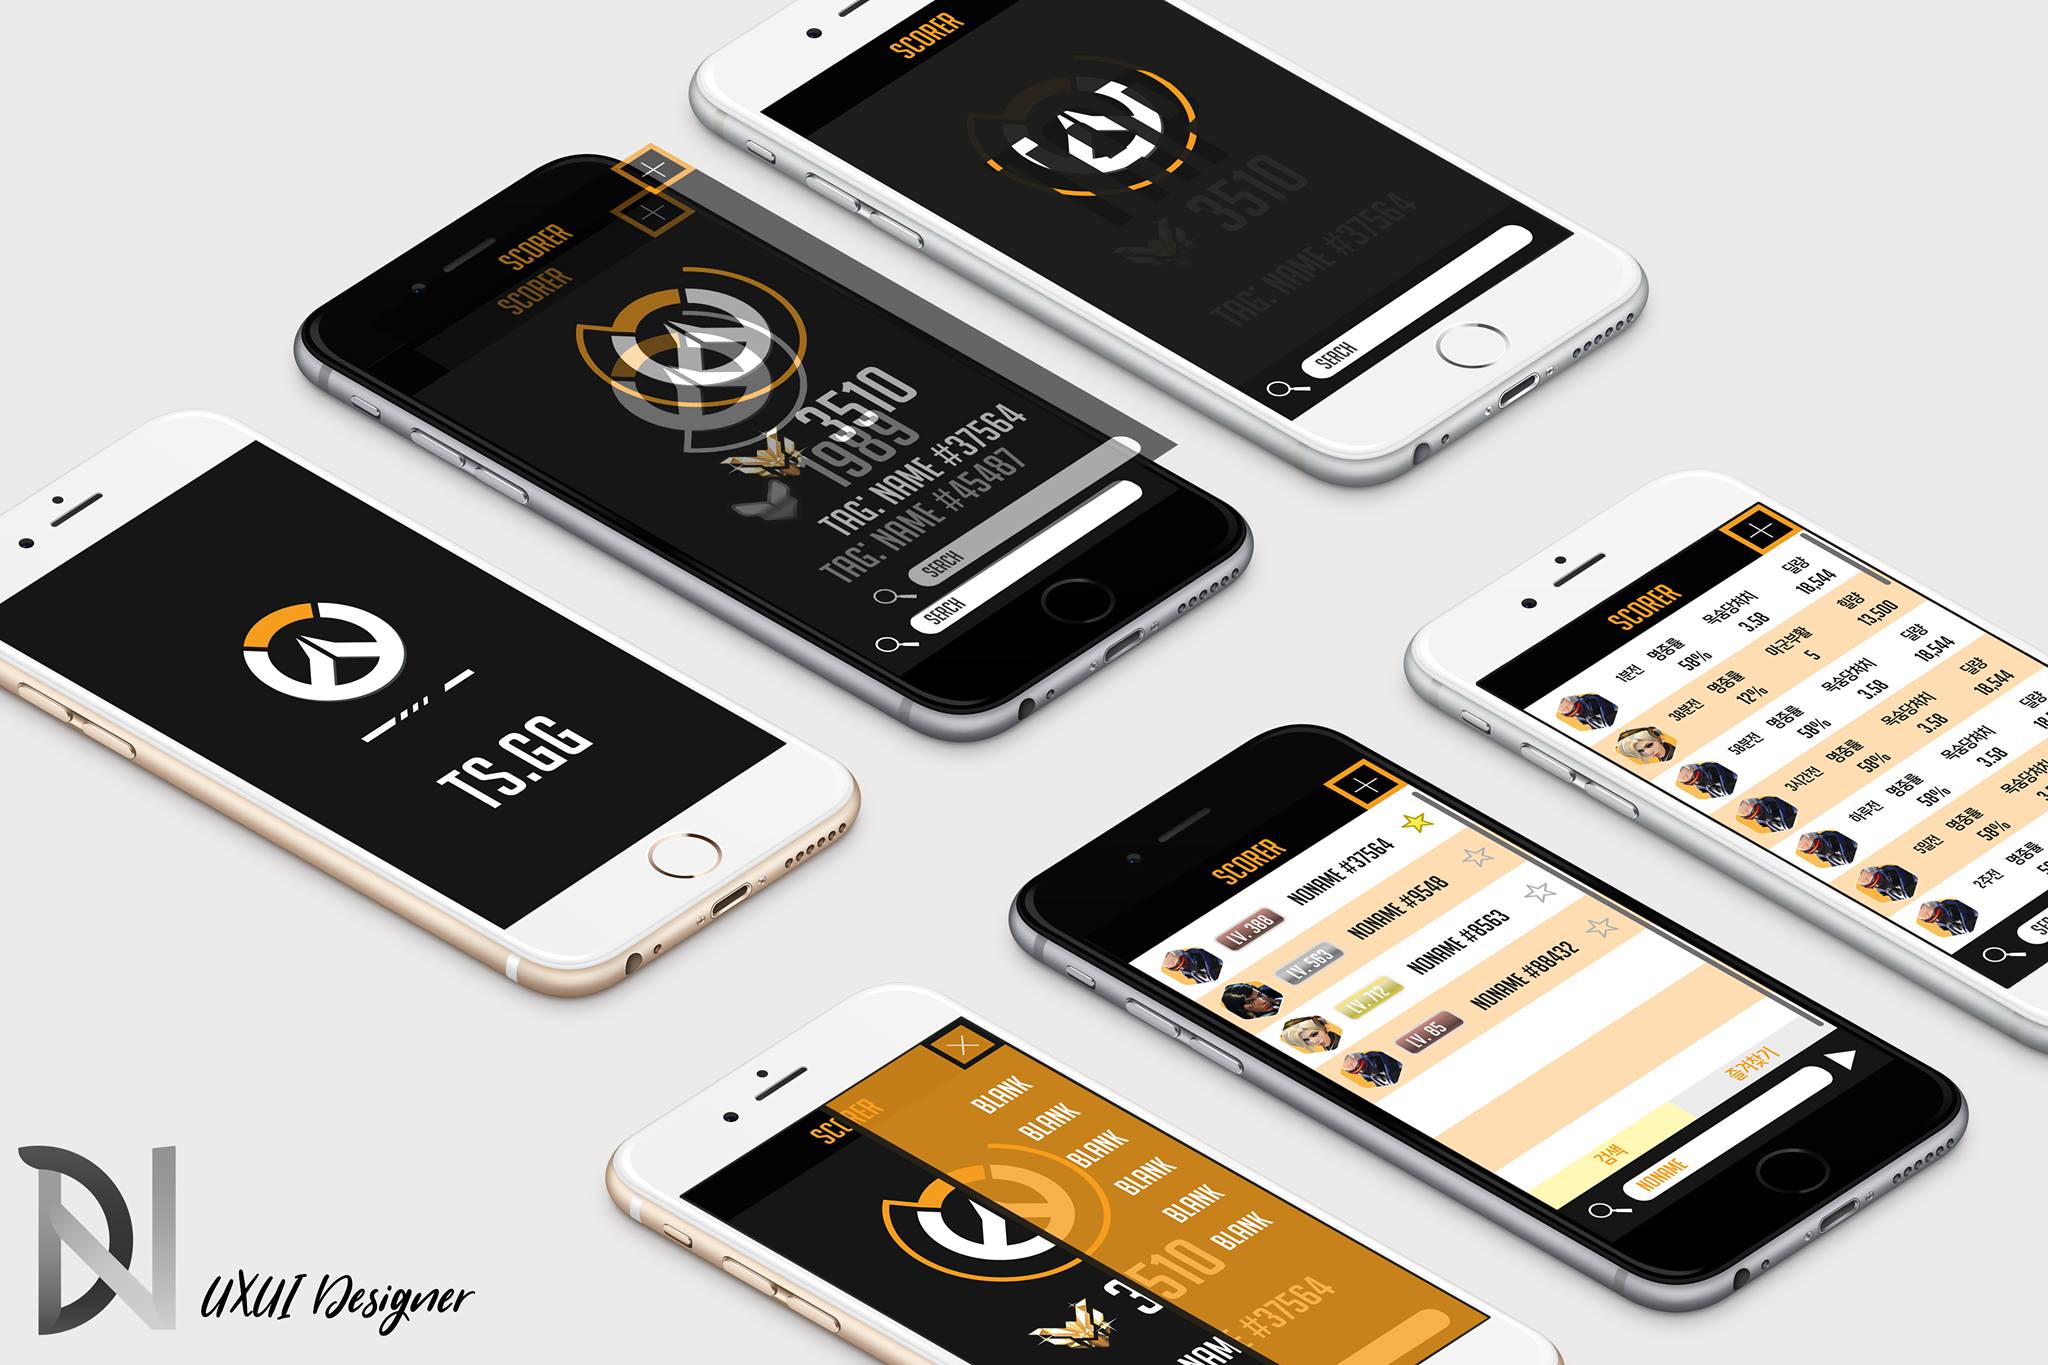 SCORER
3510
TAG: NAME #37564
SERCH
SCORER
SCORER
3510
1989
TAG: NAME #37564
TAG: NAME #45487
SERCH
SERCH
TS.GG
SCORER
1분전 명중률 목숨당처치 딜량
58% 3.58 18,544
30분전 명중률 아군부활 힐량
12% 5 13,500
58분전 명중률 목숨당처치 딜량
58% 3.58 18,544
3시간전 명중률 목숨당처치 딜량
58% 3.58 18,544
하루전 명중률 목숨당처치
58% 3.58
5일전 명중률 목숨당처치
58%
2주전 명중률
SCORER
LV. 388 NONAME #37564
LV. 563 NONAME #9548
LV. 712 NONAME #8563
LV. 85 NONAME #88432
검색 즐겨찾기
NONAME
SCORER
BLANK
BLANK
BLANK
BLANK
BLANK
BLANK
3510
NAME #37564
DN
UXUI Designer